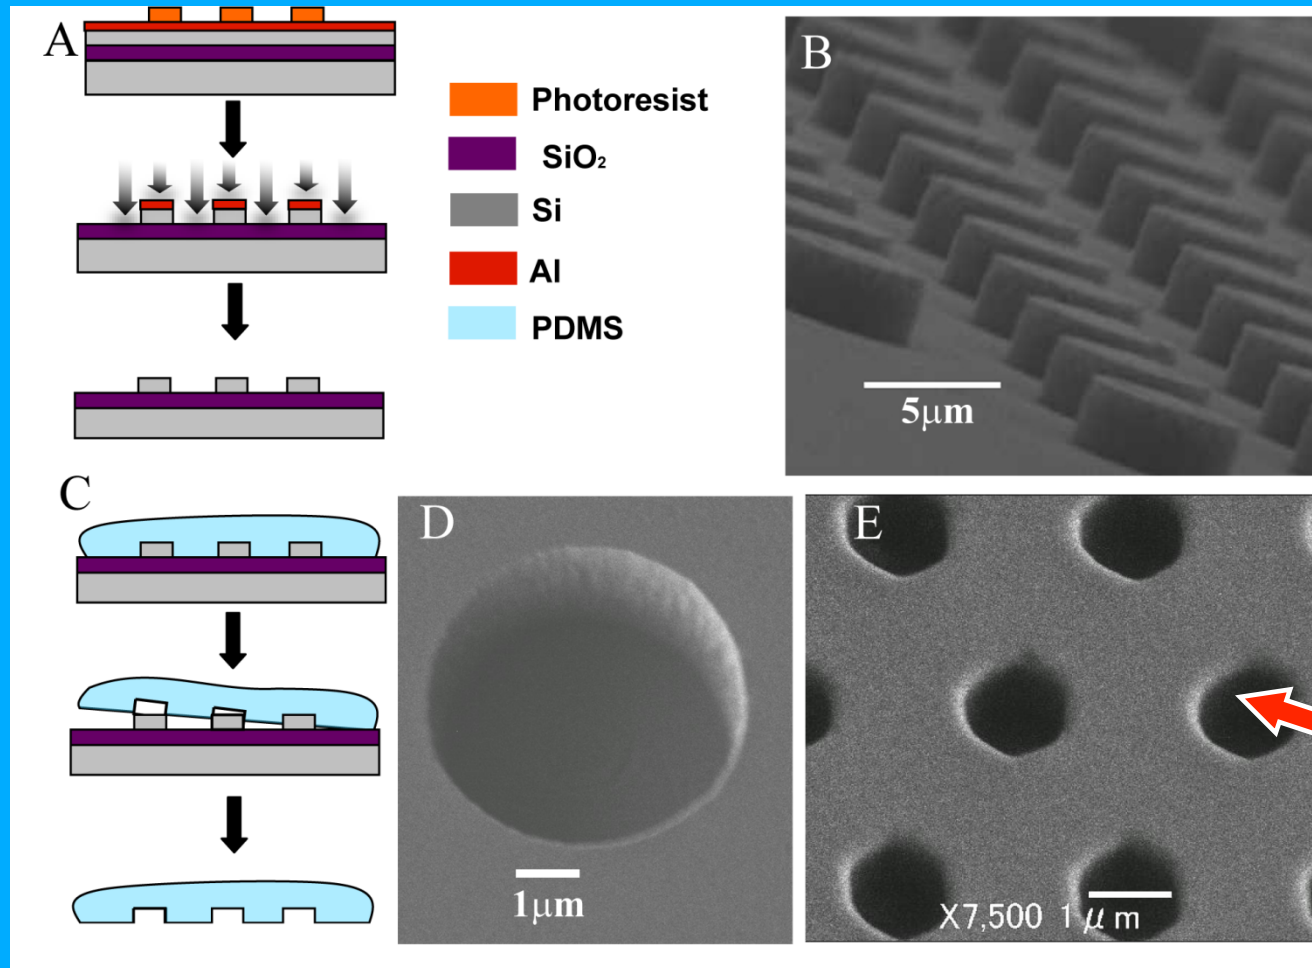 A
Photoresist
SiO₂
Si
Al
PDMS
B
5μm
C
D
1μm
E
X7,500 1μm